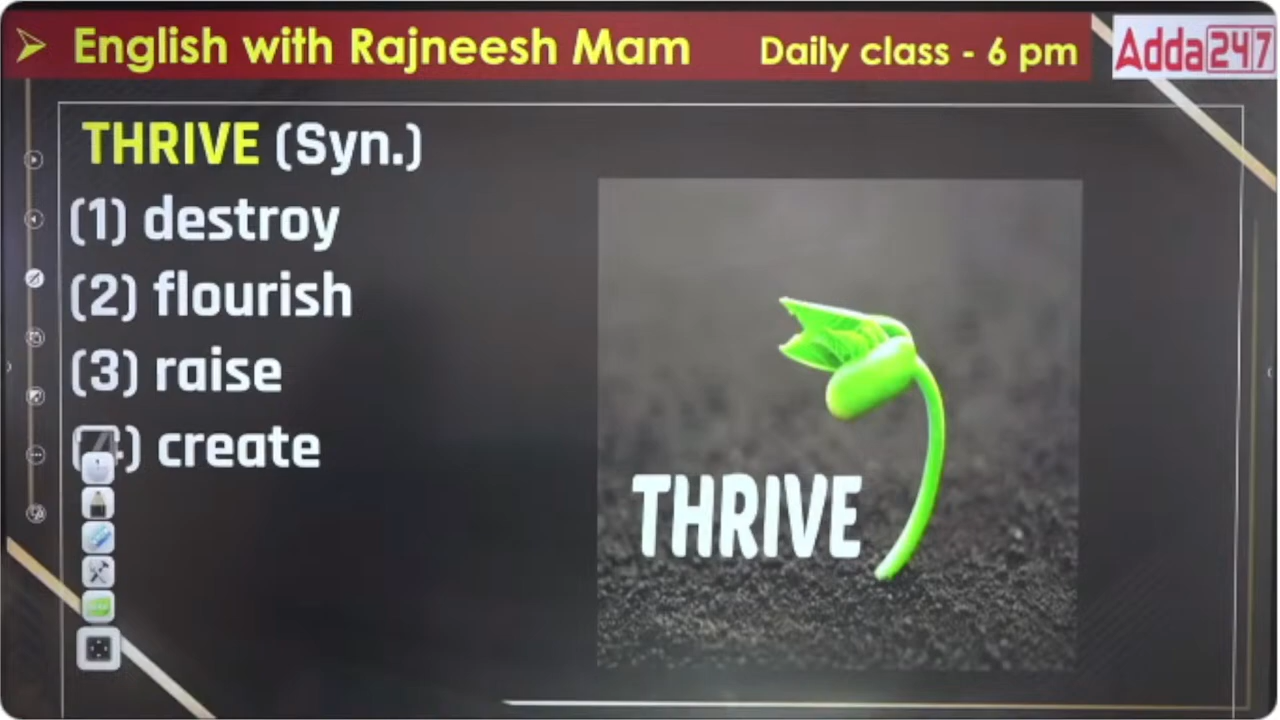 English with Rajneesh Mam Daily class - 6 pm Adda247
THRIVE (Syn.)
(1) destroy
(2) flourish
(3) raise
(4) create
THRIVE